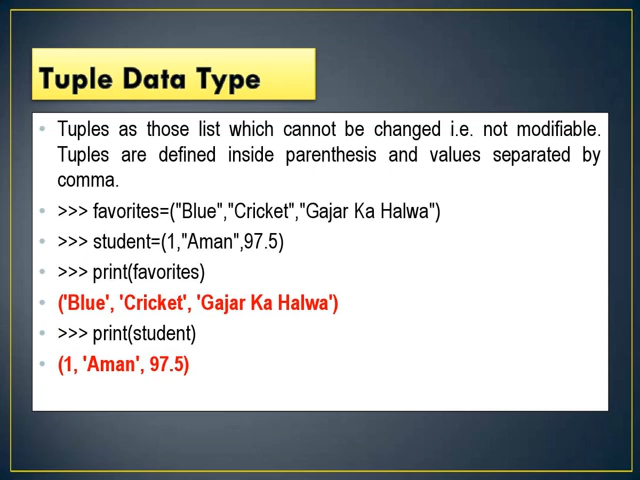 Tuple Data Type
• Tuples as those list which cannot be changed i.e. not modifiable.
Tuples are defined inside parenthesis and values separated by
comma.
• >>> favorites=("Blue","Cricket","Gajar Ka Halwa")
• >>> student=(1,"Aman",97.5)
• >>> print(favorites)
• ('Blue', 'Cricket', 'Gajar Ka Halwa')
• >>> print(student)
• (1, 'Aman', 97.5)